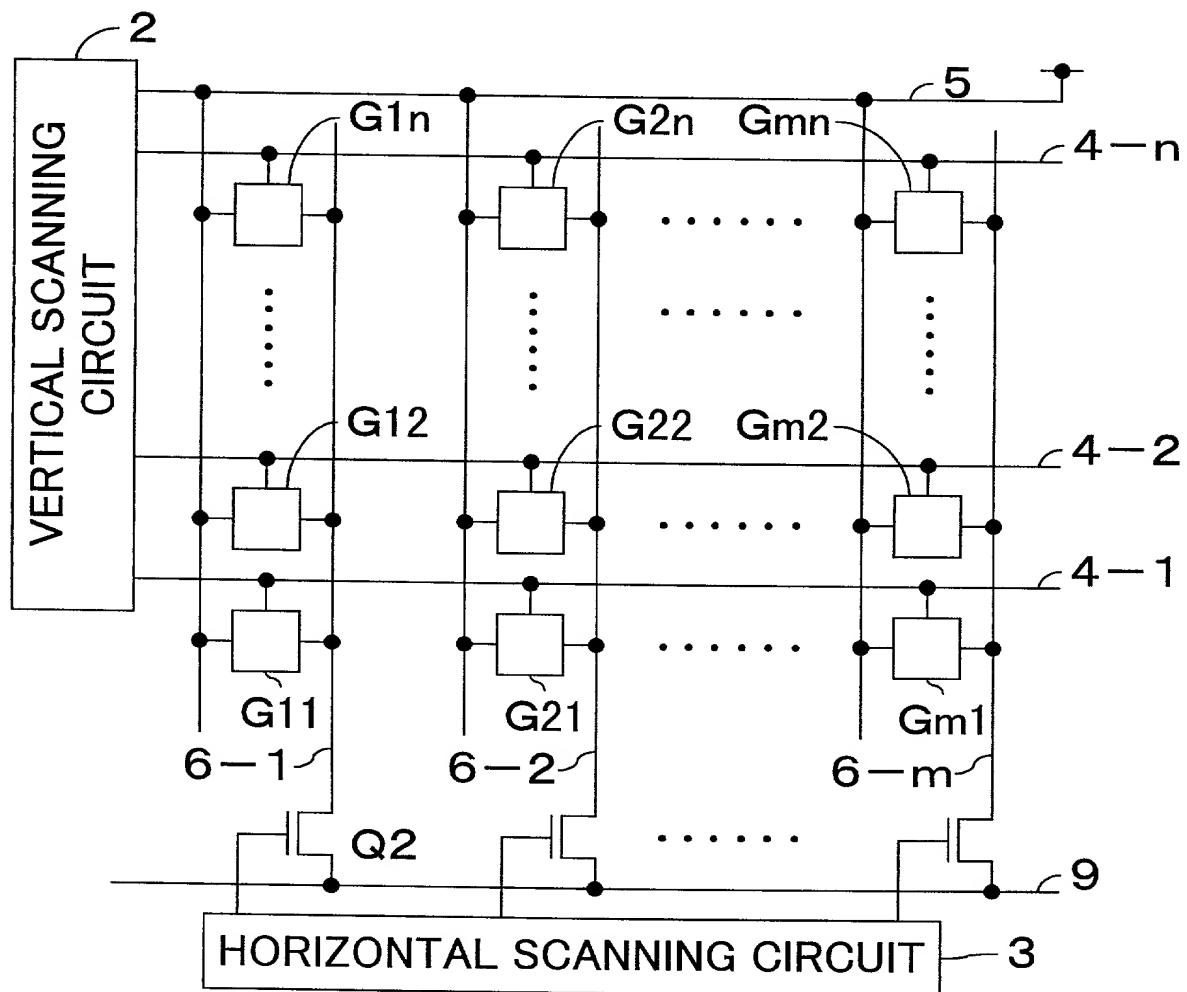 2
VERTICAL SCANNING
CIRCUIT
5
G1n
G2n
Gmn
4-n
G12
G22
Gm2
4-2
4-1
G11
G21
Gm1
6-1
6-2
6-m
Q2
9
HORIZONTAL SCANNING CIRCUIT
3